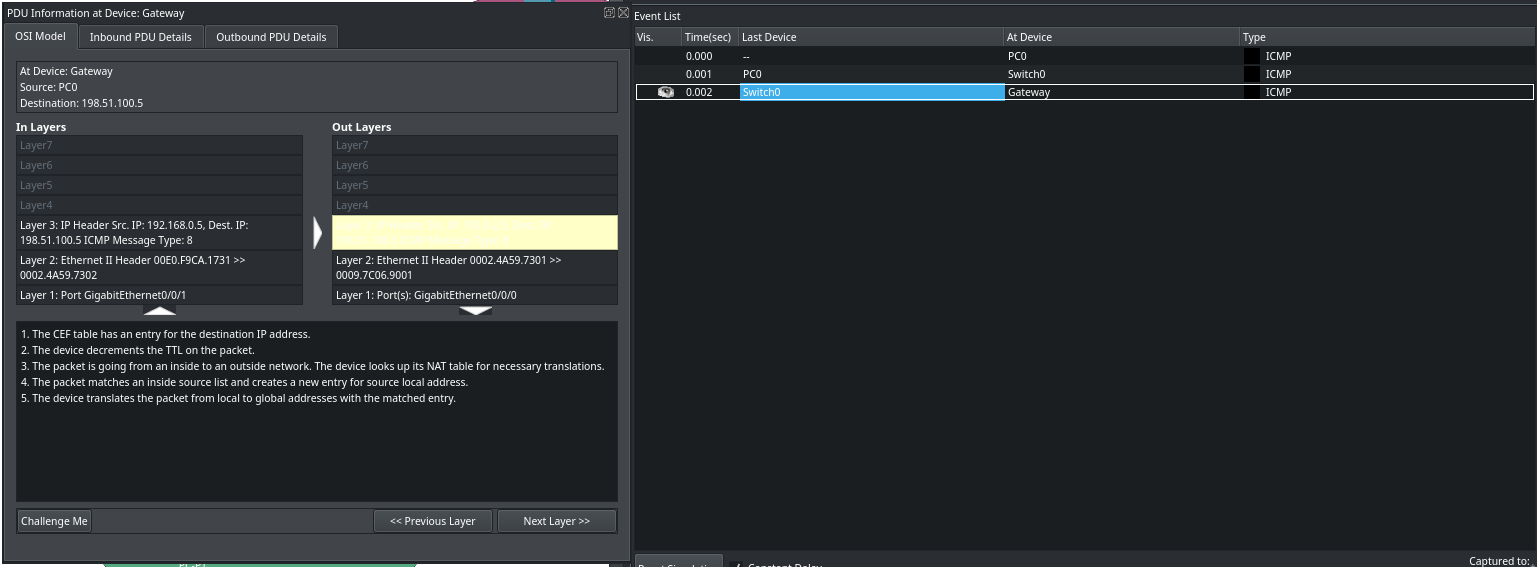 PDU Information at Device: Gateway
OSI Model
Inbound PDU Details
Outbound PDU Details
At Device: Gateway
Source: PC0
Destination: 198.51.100.5
In Layers
Layer7
Layer6
Layer5
Layer4
Layer 3: IP Header Src. IP: 192.168.0.5, Dest. IP:
198.51.100.5 ICMP Message Type: 8
Layer 2: Ethernet II Header 00E0.F9CA.1731 >>
0002.4A59.7302
Layer 1: Port GigabitEthernet0/0/1
Out Layers
Layer7
Layer6
Layer5
Layer4
Layer 2: Ethernet II Header 0002.4A59.7301 >>
0009.7C06.9001
Layer 1: Port(s): GigabitEthernet0/0/0
1. The CEF table has an entry for the destination IP address.
2. The device decrements the TTL on the packet.
3. The packet is going from an inside to an outside network. The device looks up its NAT table for necessary translations.
4. The packet matches an inside source list and creates a new entry for source local address.
5. The device translates the packet from local to global addresses with the matched entry.
Challenge Me
<< Previous Layer
Next Layer >>
Event List
Vis. Time(sec) Last Device At Device Type
0.000 -- PC0 ICMP
0.001 PC0 Switch0 ICMP
0.002 Switch0 Gateway ICMP
Constant Delay
Captured to: